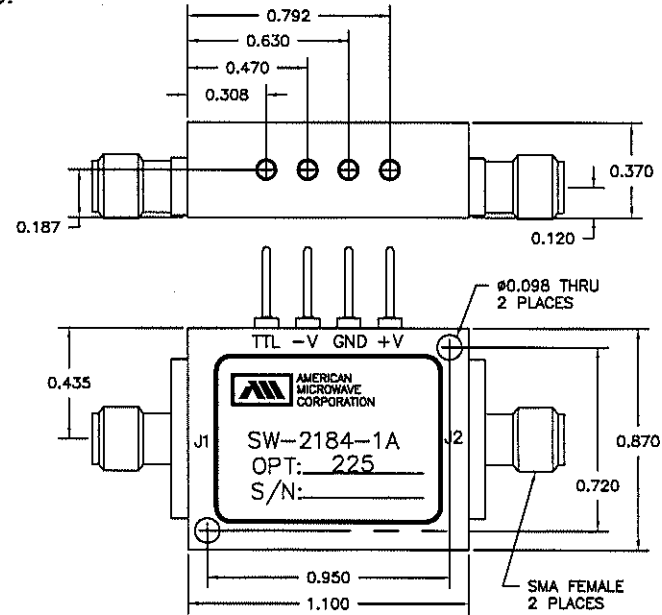 0.792
0.630
0.470
0.308
0.370
0.187
0.120
Ø0.098 THRU
2 PLACES
TTL -V GND +V
0.435
AMERICAN
MICROWAVE
CORPORATION
J1
J2
SW-2184-1A
OPT: 225
S/N:
0.870
0.720
0.950
1.100
SMA FEMALE
2 PLACES